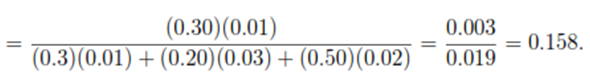 = (0.30)(0.01) / (0.3)(0.01) + (0.20)(0.03) + (0.50)(0.02) = 0.003 / 0.019 = 0.158.